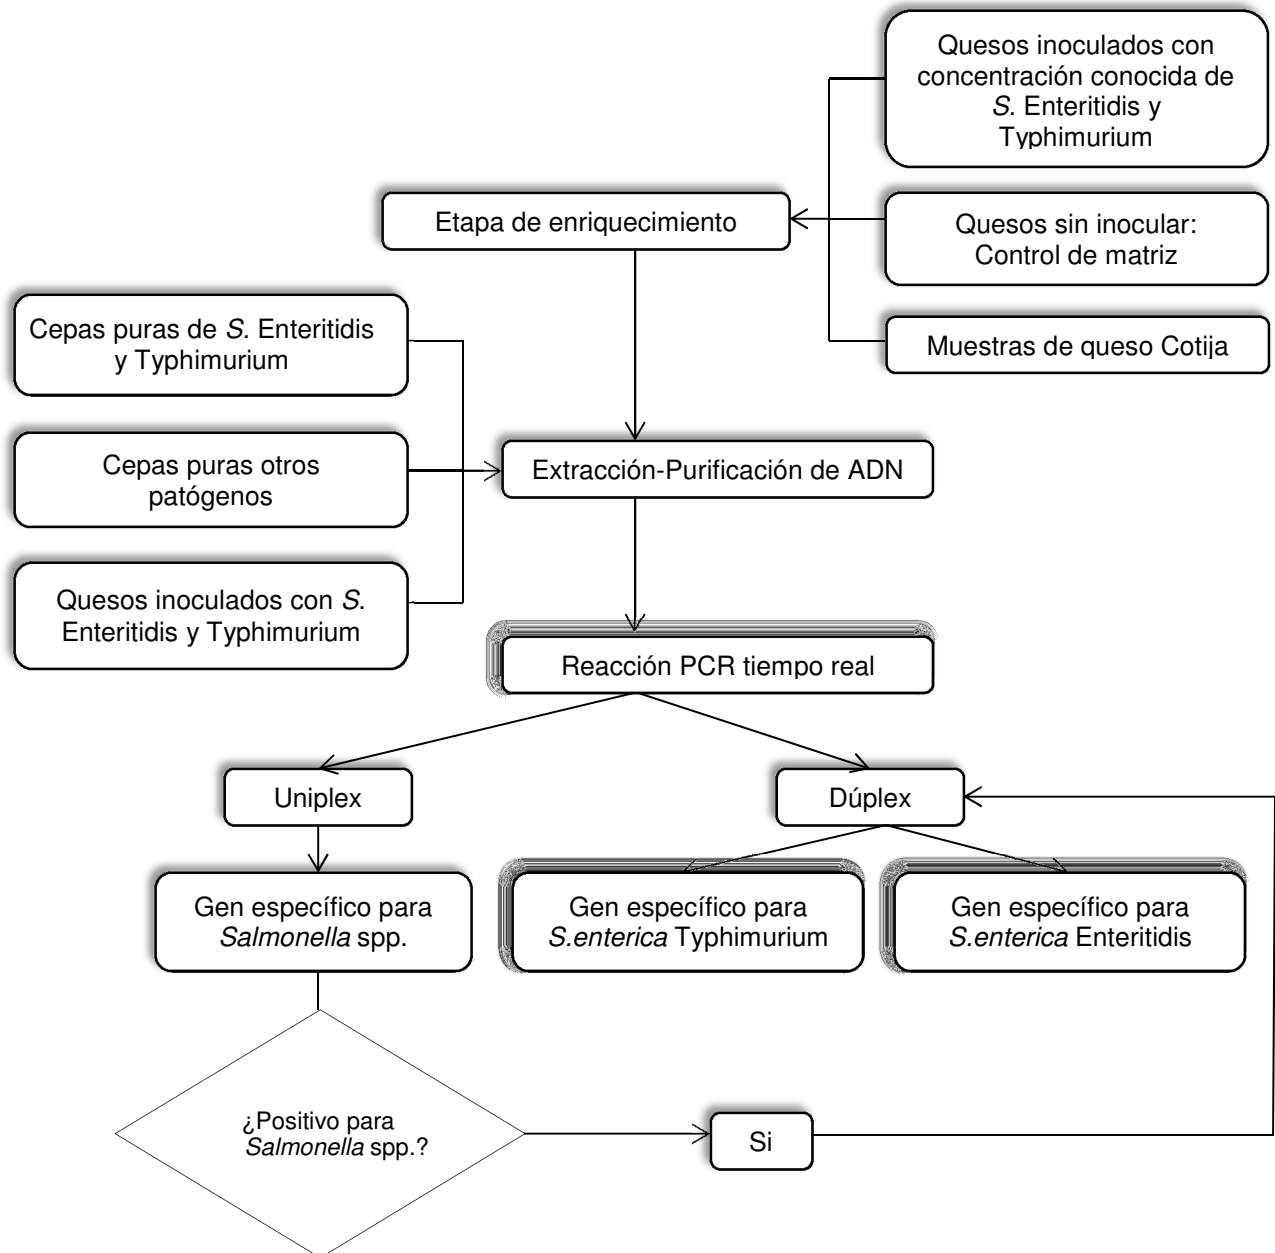 Quesos inoculados con
concentración conocida de
S. Enteritidis y
Typhimurium
Etapa de enriquecimiento
Quesos sin inocular:
Control de matriz
Muestras de queso Cotija
Cepas puras de S. Enteritidis
y Typhimurium
Cepas puras otros
patógenos
Extracción-Purificación de ADN
Quesos inoculados con S.
Enteritidis y Typhimurium
Reacción PCR tiempo real
Uniplex
Dúplex
Gen específico para
Salmonella spp.
Gen específico para
S.enterica Typhimurium
Gen específico para
S.enterica Enteritidis
¿Positivo para
Salmonella spp.?
Si